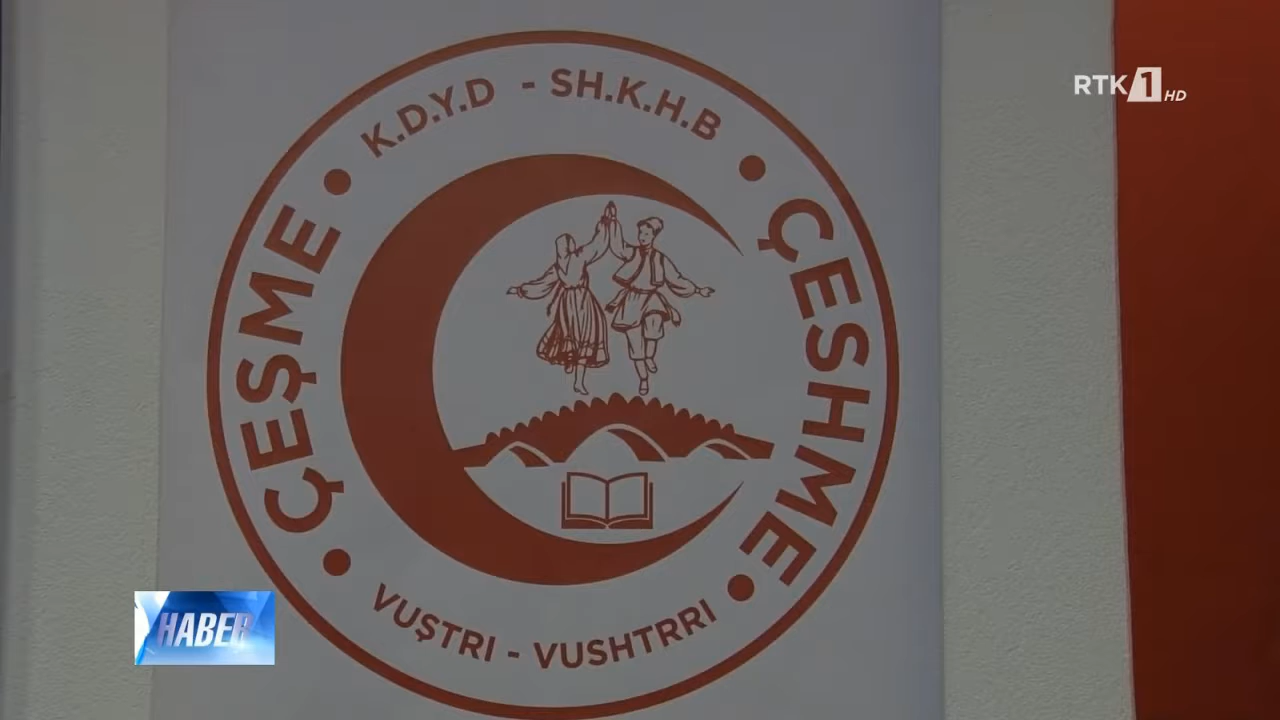 RTK 1 HD
K.D.Y.D - SH.K.H.B
ÇEŞME
ÇESHME
VUŞTRI - VUSHTRRI
HABER